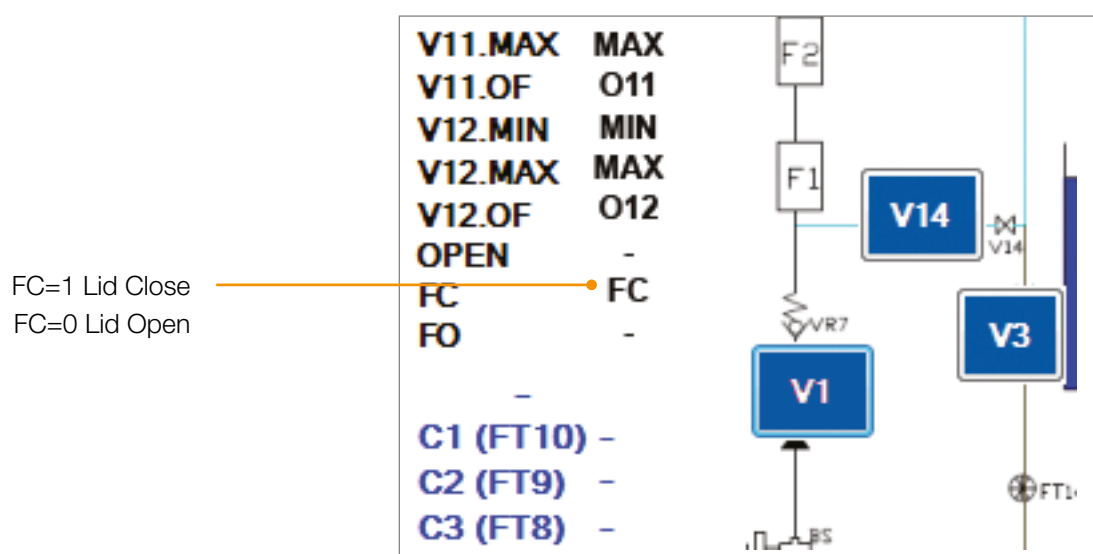 V11.MAX MAX
V11.OF O11
V12.MIN MIN
V12.MAX MAX
V12.OF O12
OPEN -
FC FC
FO -
-
C1 (FT10) -
C2 (FT9) -
C3 (FT8) -
FC=1 Lid Close
FC=0 Lid Open
F2
F1
V14
V14
VR7
V3
V1
BS